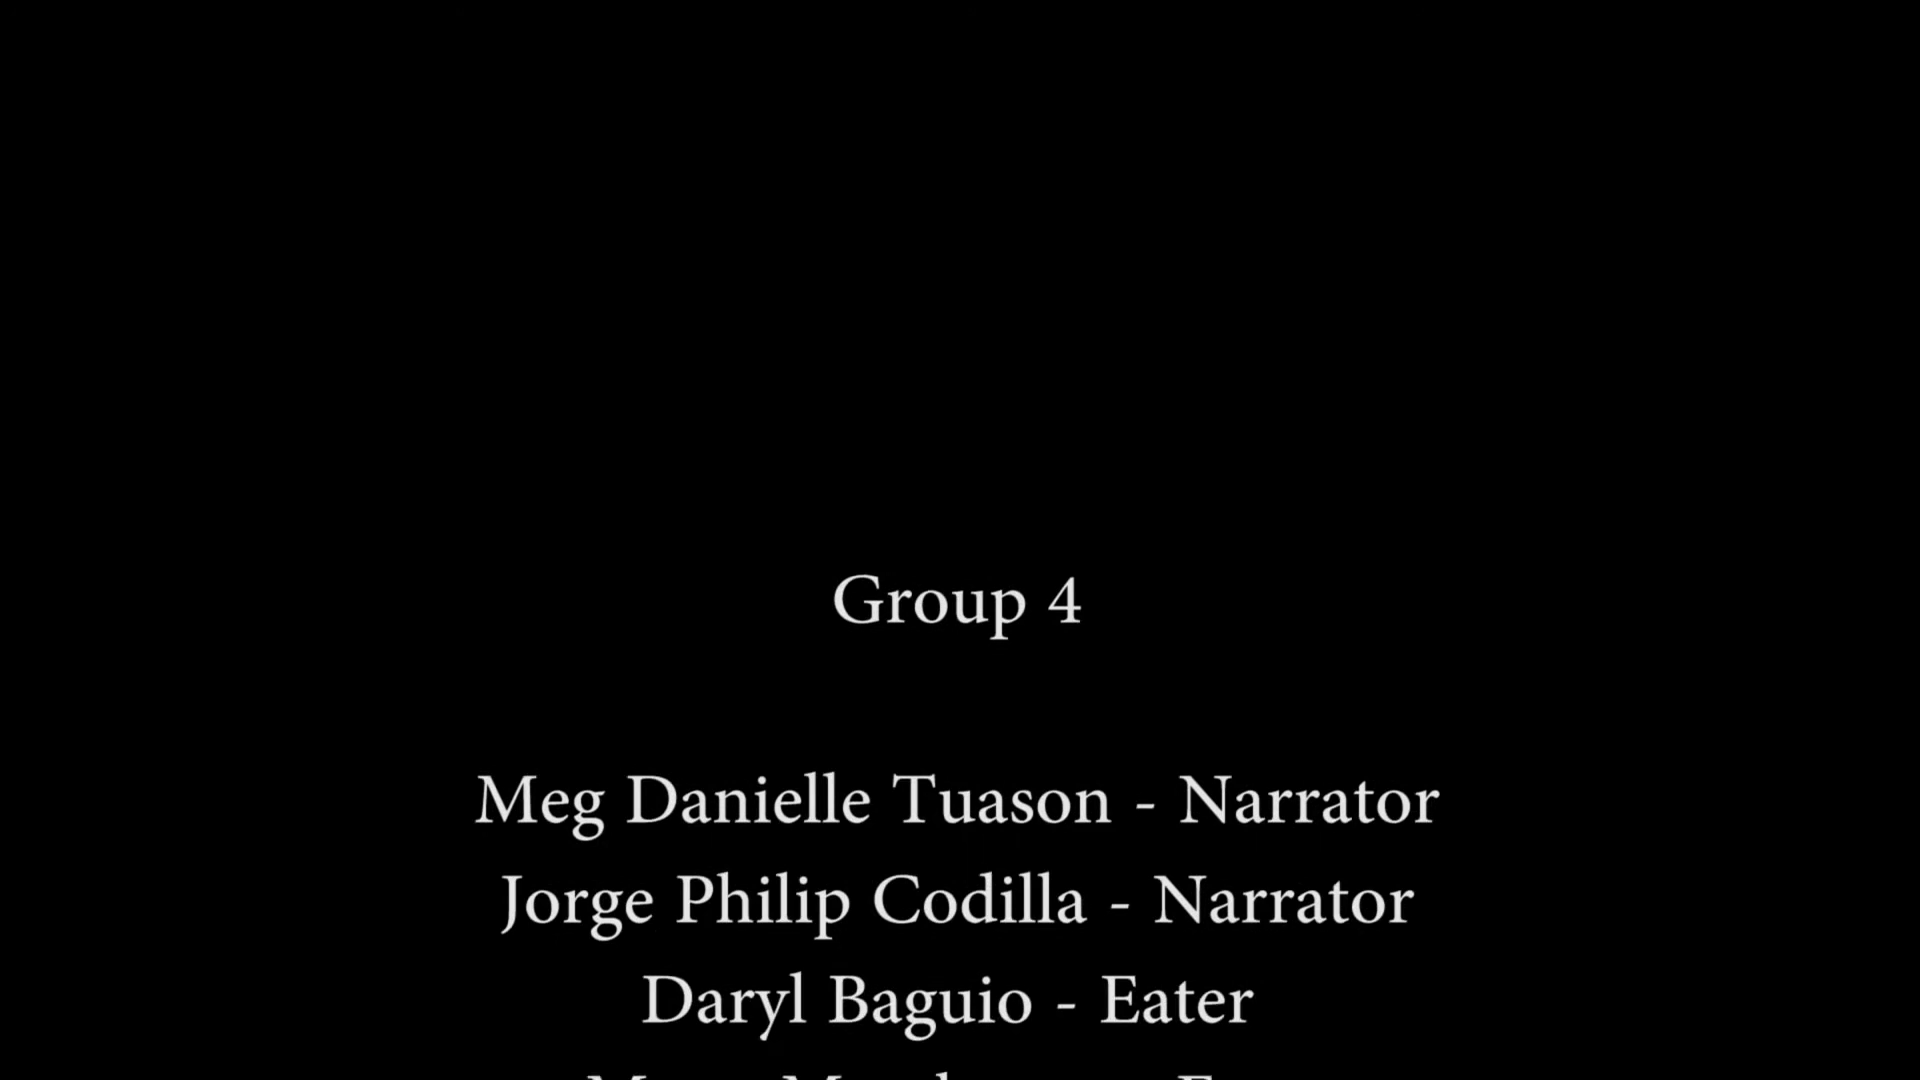 Group 4
Meg Danielle Tuason - Narrator
Jorge Philip Codilla - Narrator
Daryl Baguio - Eater